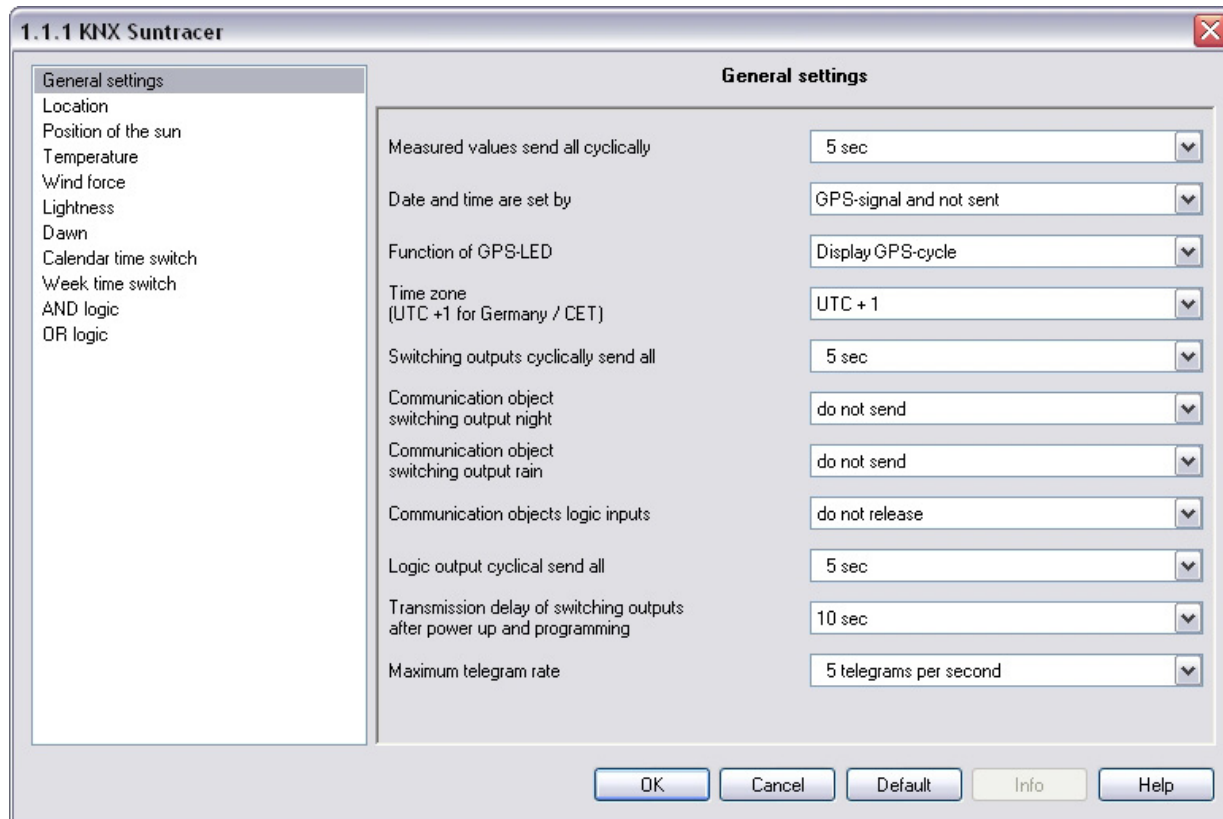 1.1.1 KNX Suntracer
General settings
Location
Position of the sun
Temperature
Wind force
Lightness
Dawn
Calendar time switch
Week time switch
AND logic
OR logic
General settings
Measured values send all cyclically
5 sec
Date and time are set by
GPS-signal and not sent
Function of GPS-LED
Display GPS-cycle
Time zone
(UTC +1 for Germany / CET)
UTC + 1
Switching outputs cyclically send all
5 sec
Communication object
switching output night
do not send
Communication object
switching output rain
do not send
Communication objects logic inputs
do not release
Logic output cyclical send all
5 sec
Transmission delay of switching outputs
after power up and programming
10 sec
Maximum telegram rate
5 telegrams per second
OK
Cancel
Default
Info
Help